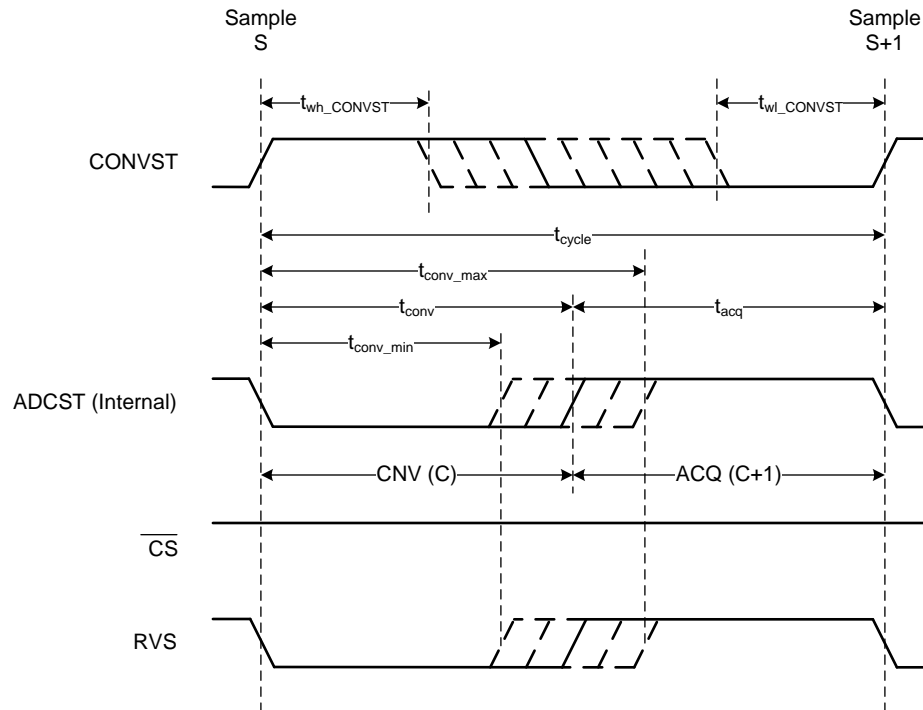 Sample
S
Sample
S+1
twh_CONVST
twl_CONVST
CONVST
tcycle
tconv_max
tconv
tacq
tconv_min
ADCST (Internal)
CNV (C)
ACQ (C+1)
CS
RVS